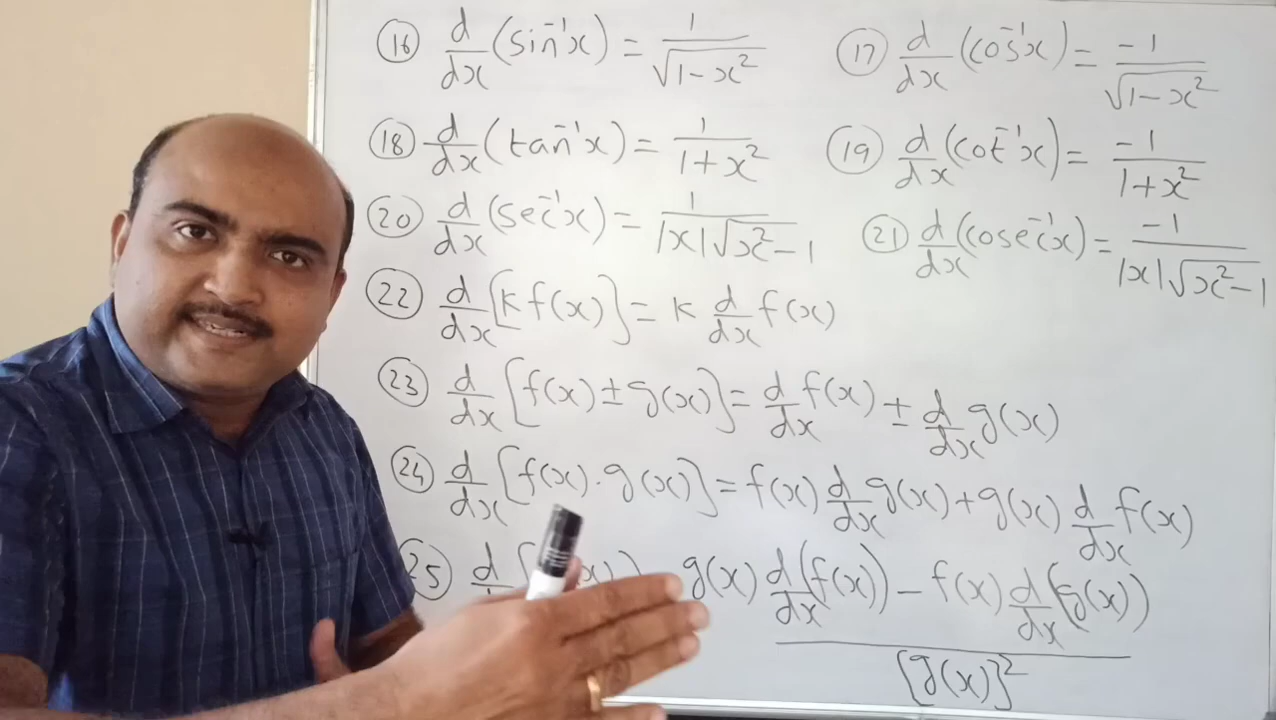 (16) d/dx (sin⁻¹x) = 1/√(1-x²) (17) d/dx (cos⁻¹x) = -1/√(1-x²)
(18) d/dx (tan⁻¹x) = 1/(1+x²) (19) d/dx (cot⁻¹x) = -1/(1+x²)
(20) d/dx (sec⁻¹x) = 1/(|x|√(x²-1)) (21) d/dx (cosec⁻¹x) = -1/(|x|√(x²-1))
(22) d/dx [K f(x)] = K d/dx f(x)
(23) d/dx [f(x) ± g(x)] = d/dx f(x) ± d/dx g(x)
(24) d/dx [f(x) · g(x)] = f(x) d/dx g(x) + g(x) d/dx f(x)
(25) d/ g(x) d/dx (f(x)) - f(x) d/dx (g(x))
[g(x)]²